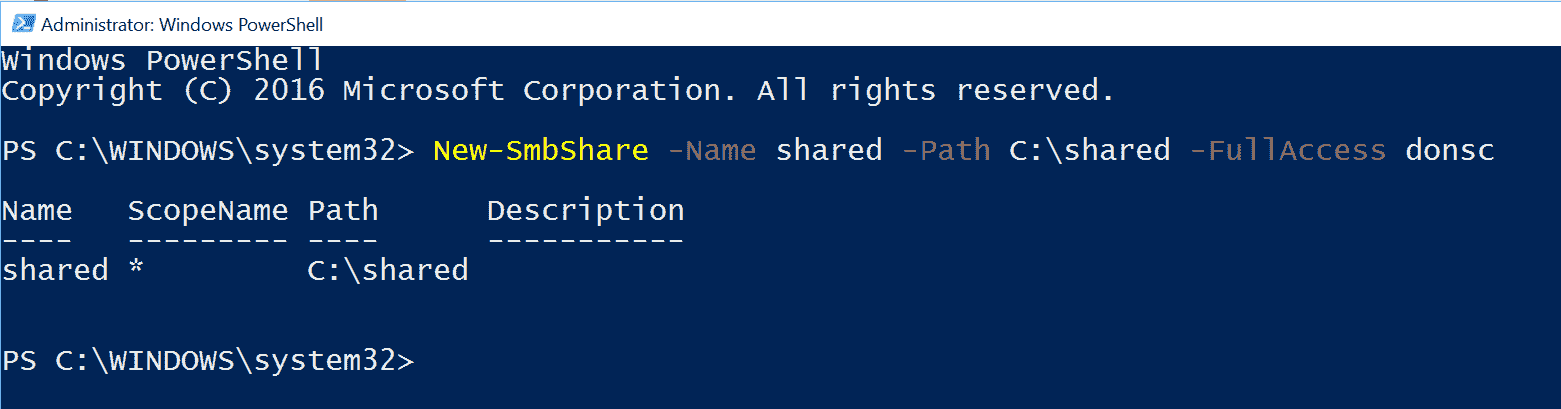 Administrator: Windows PowerShell
Windows PowerShell
Copyright (C) 2016 Microsoft Corporation. All rights reserved.
PS C:\WINDOWS\system32> New-SmbShare -Name shared -Path C:\shared -FullAccess donsc
Name   ScopeName Path      Description
----   --------- ----      -----------
shared *         C:\shared
PS C:\WINDOWS\system32>